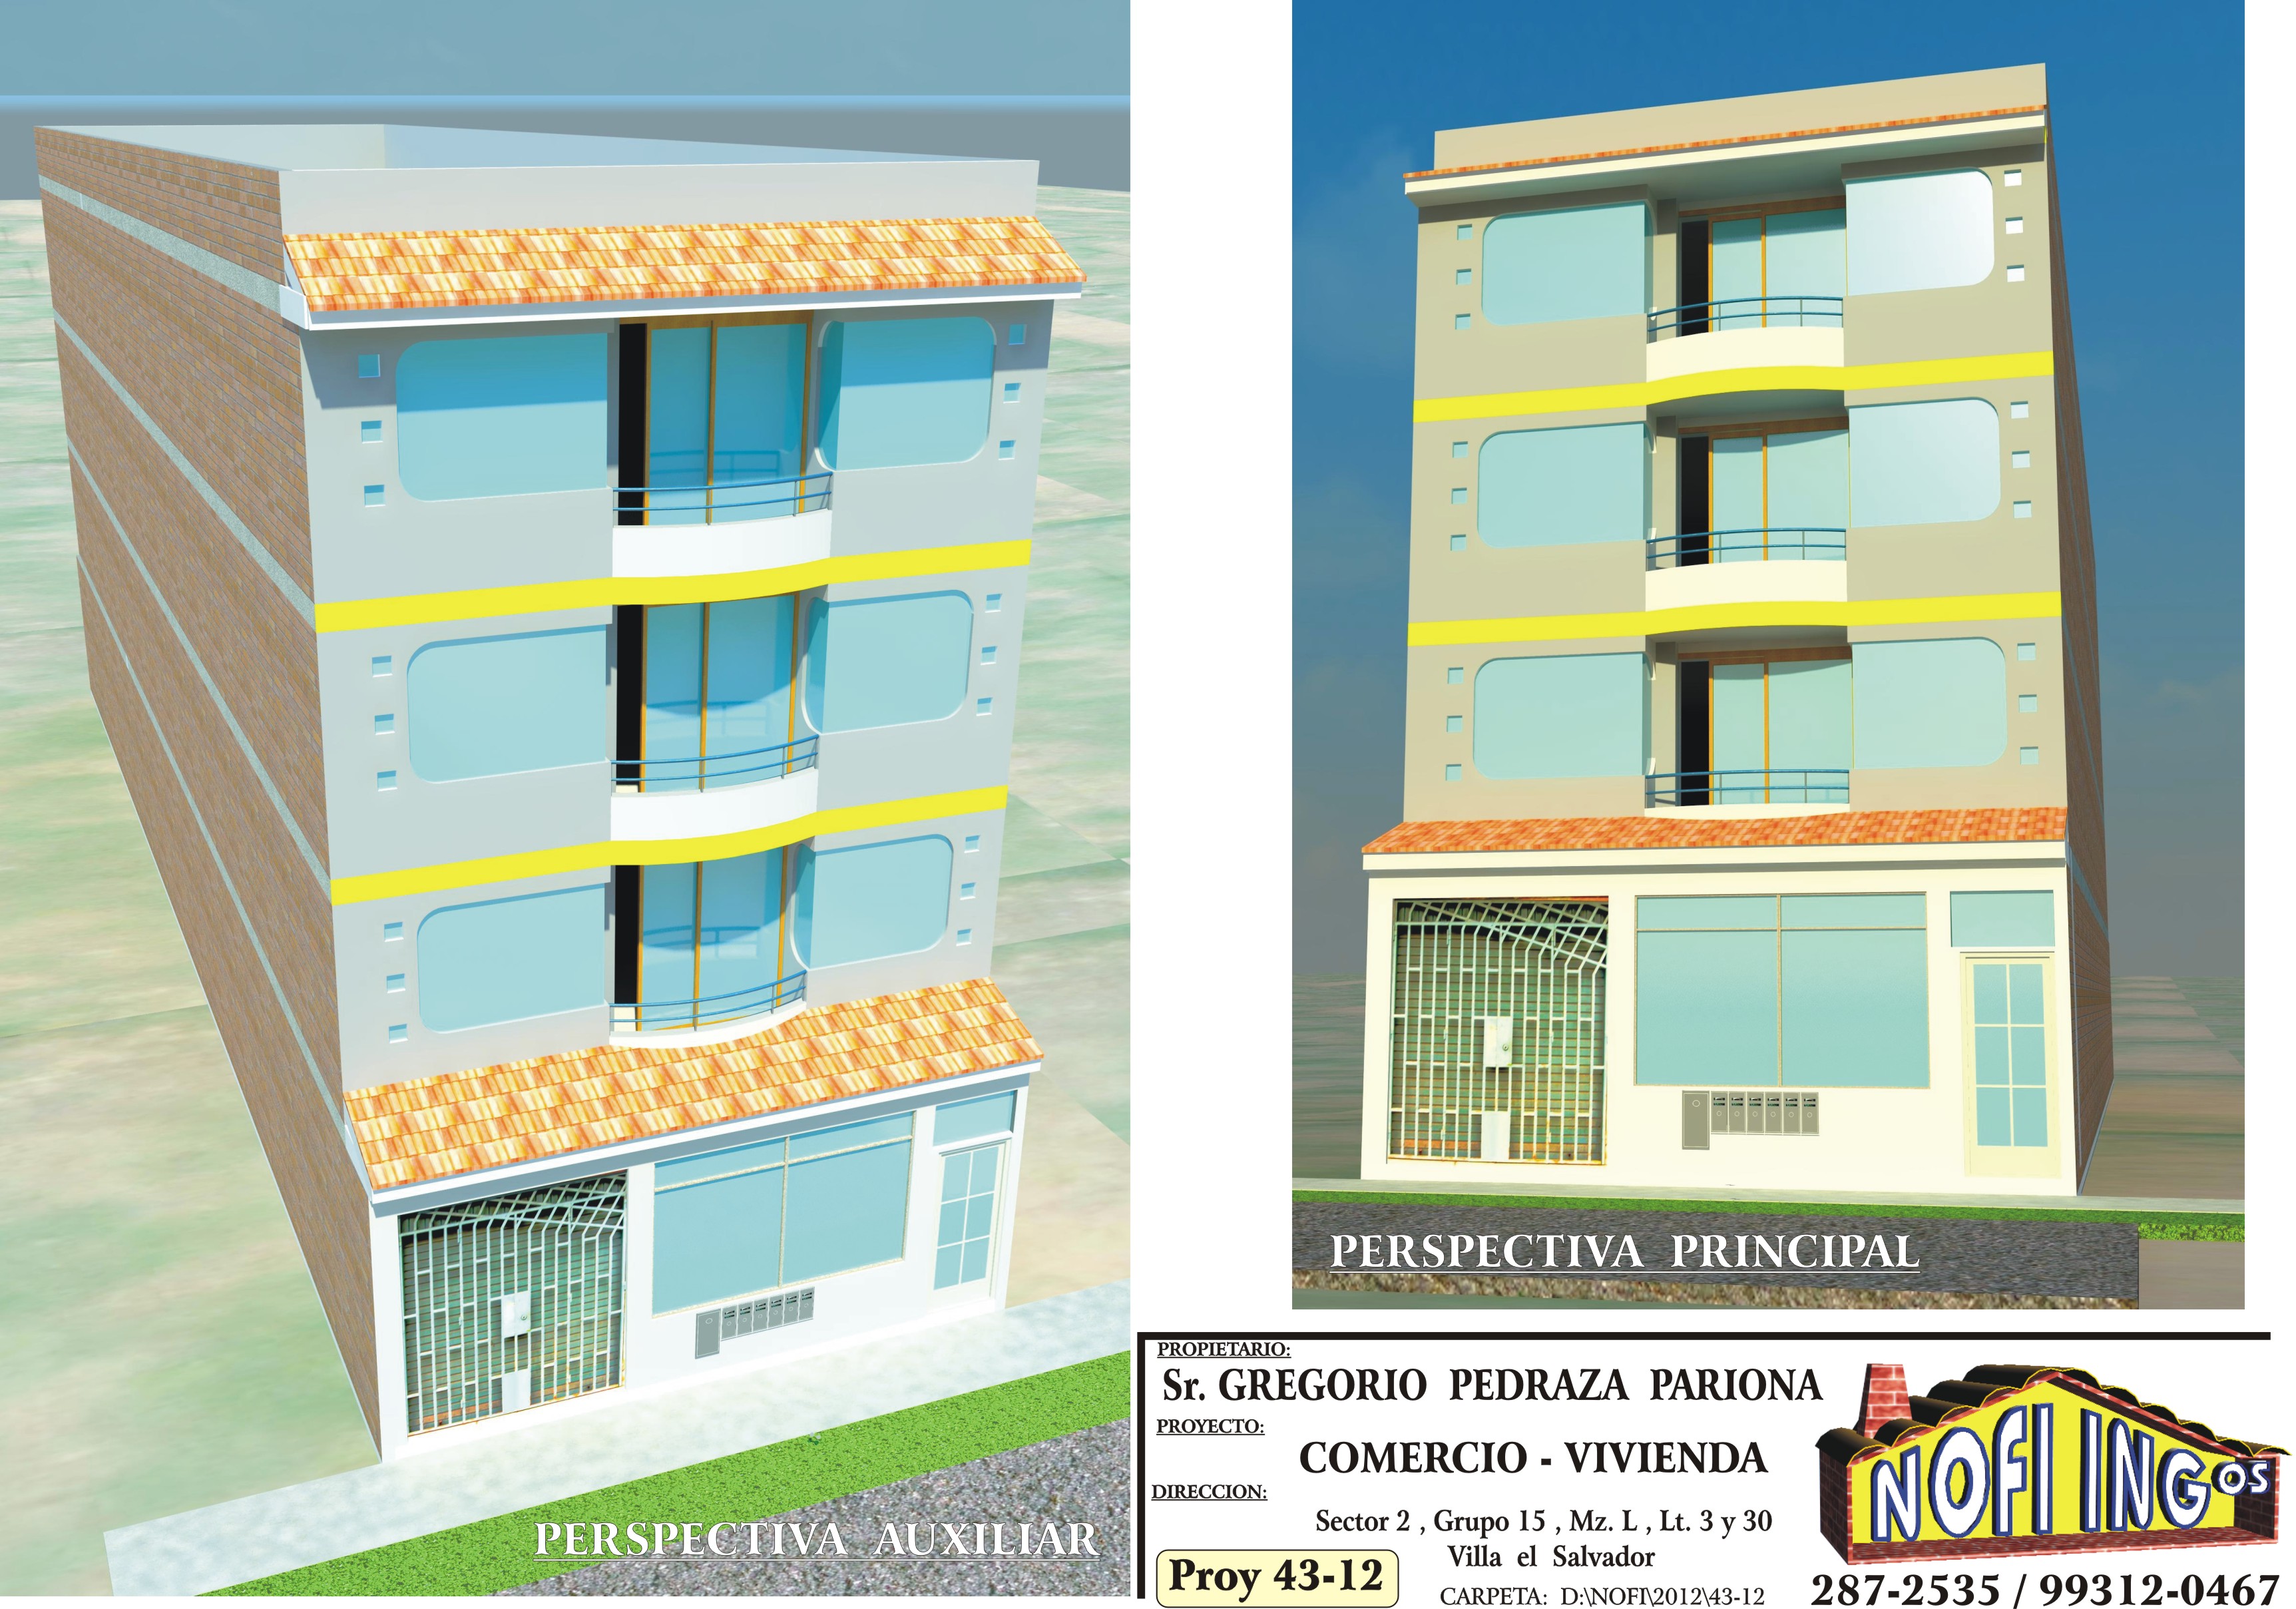 PERSPECTIVA AUXILIAR
PERSPECTIVA PRINCIPAL
PROPIETARIO:
Sr. GREGORIO PEDRAZA PARIONA
PROYECTO:
COMERCIO - VIVIENDA
DIRECCION:
Sector 2 , Grupo 15 , Mz. L , Lt. 3 y 30
Villa el Salvador
Proy 43-12
CARPETA: D:\NOFI\2012\43-12
NOFI INGOS
287-2535 / 99312-0467